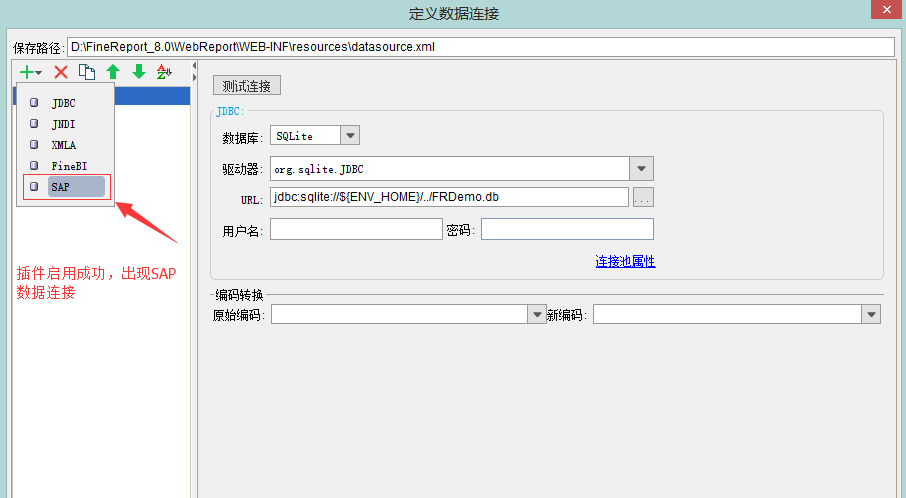 定义数据连接
保存路径: D:\FineReport_8.0\WebReport\WEB-INF\resources\datasource.xml
测试连接
JDBC
JNDI
XMLA
FineBI
SAP
插件启用成功，出现SAP
数据连接
JDBC:
数据库: SQLite
驱动器: org.sqlite.JDBC
URL: jdbc:sqlite://${ENV_HOME}/../FRDemo.db ...
用户名: 密码:
连接池属性
编码转换
原始编码: 新编码: